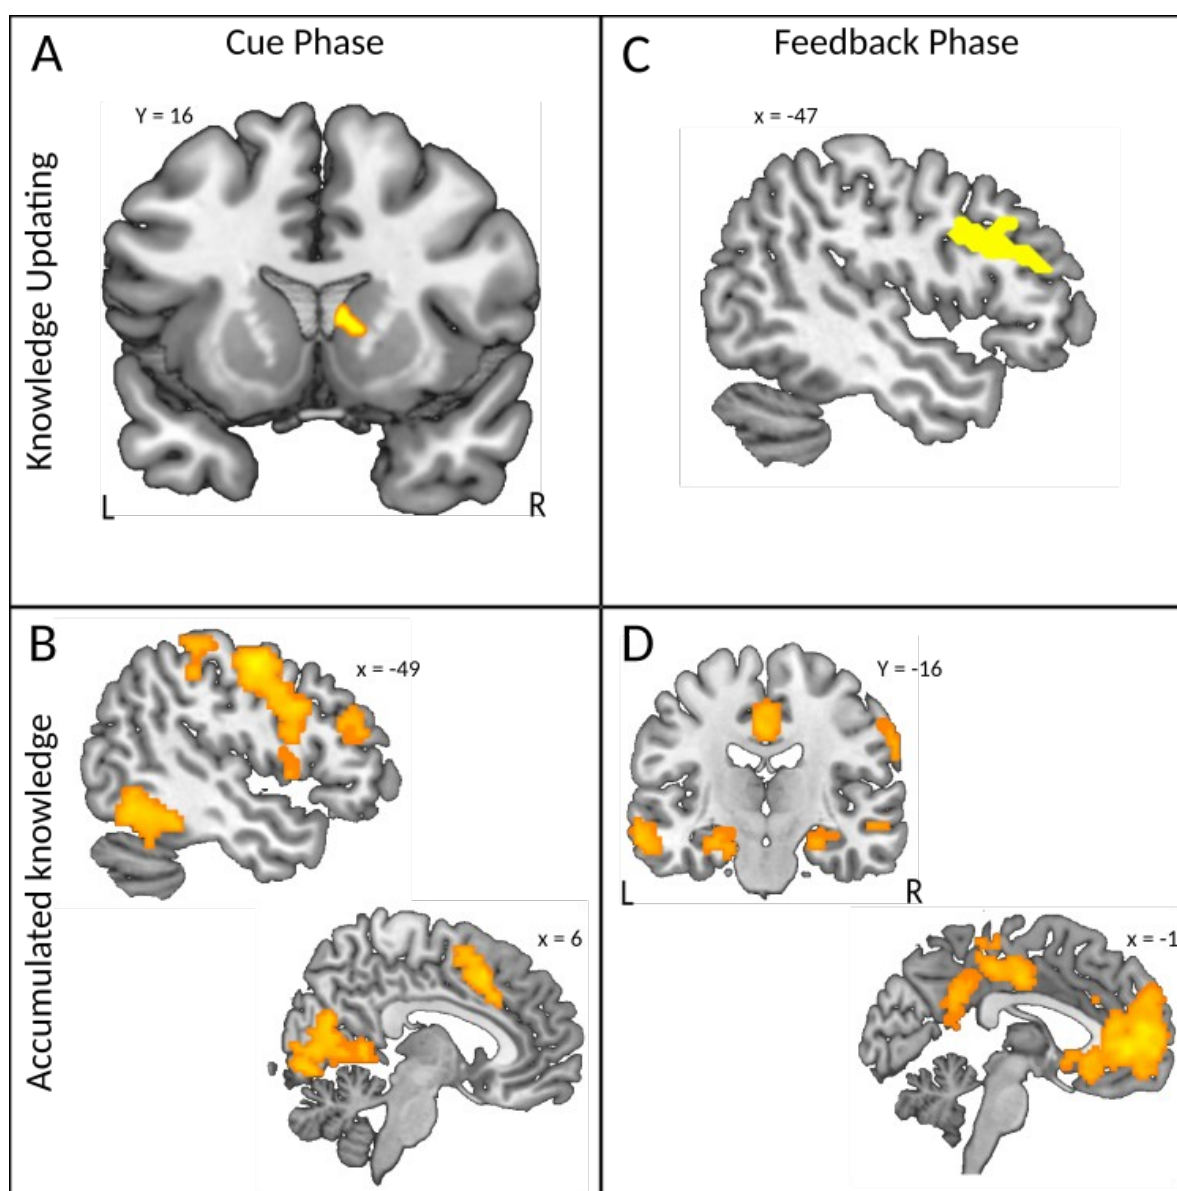 A
Cue Phase
Y = 16
Knowledge Updating
L
R
C
Feedback Phase
x = -47
B
x = -49
Accumulated knowledge
x = 6
D
Y = -16
L
R
x = -1